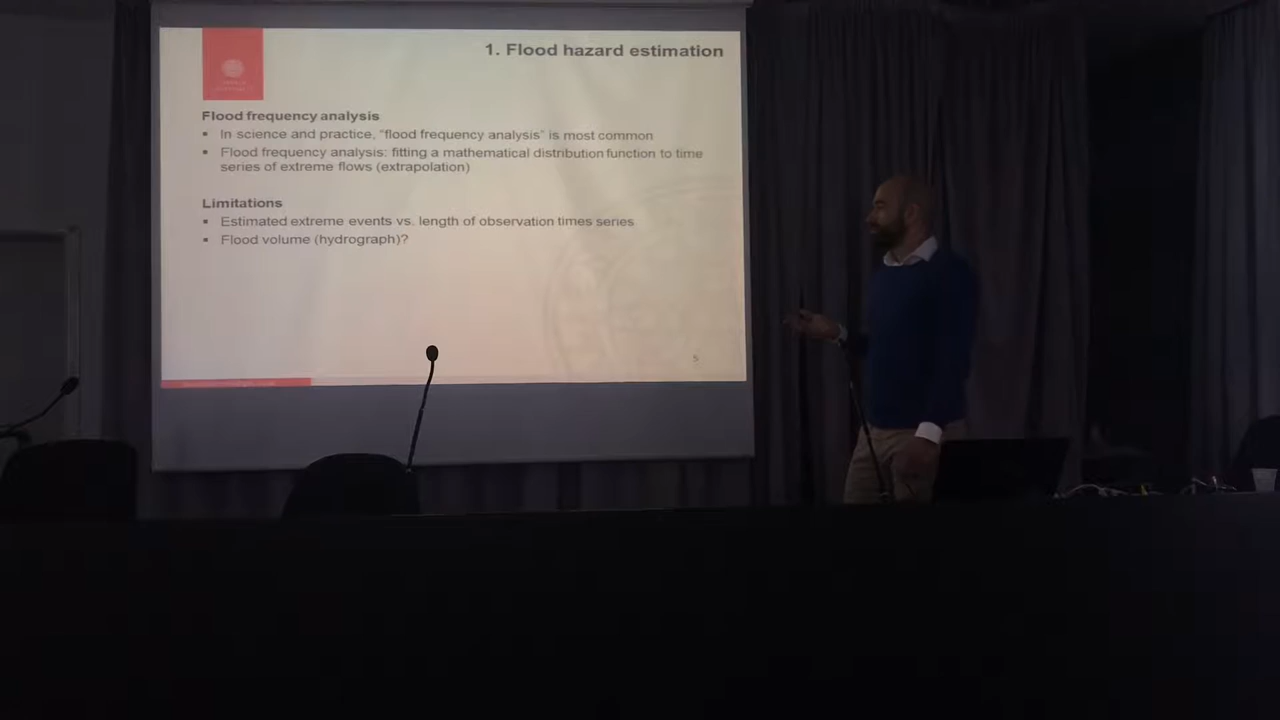 1. Flood hazard estimation
Flood frequency analysis
▪ In science and practice, "flood frequency analysis" is most common
▪ Flood frequency analysis: fitting a mathematical distribution function to time
series of extreme flows (extrapolation)
Limitations
▪ Estimated extreme events vs. length of observation times series
▪ Flood volume (hydrograph)?
5